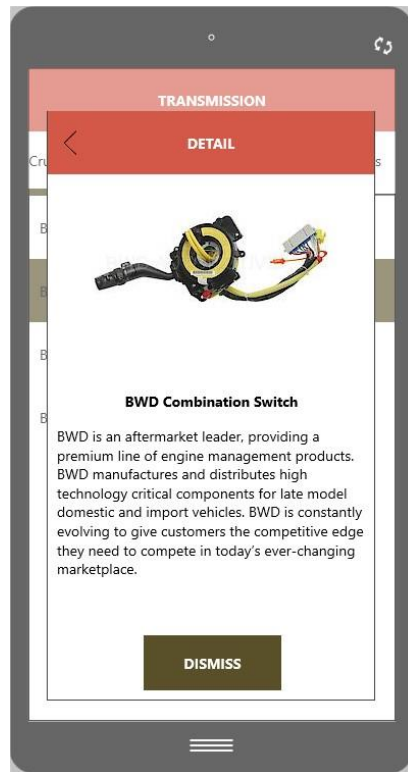 TRANSMISSION
DETAIL
Cru
s
B
B
B
B
BWD Combination Switch
BWD is an aftermarket leader, providing a
premium line of engine management products.
BWD manufactures and distributes high
technology critical components for late model
domestic and import vehicles. BWD is constantly
evolving to give customers the competitive edge
they need to compete in today's ever-changing
marketplace.
DISMISS